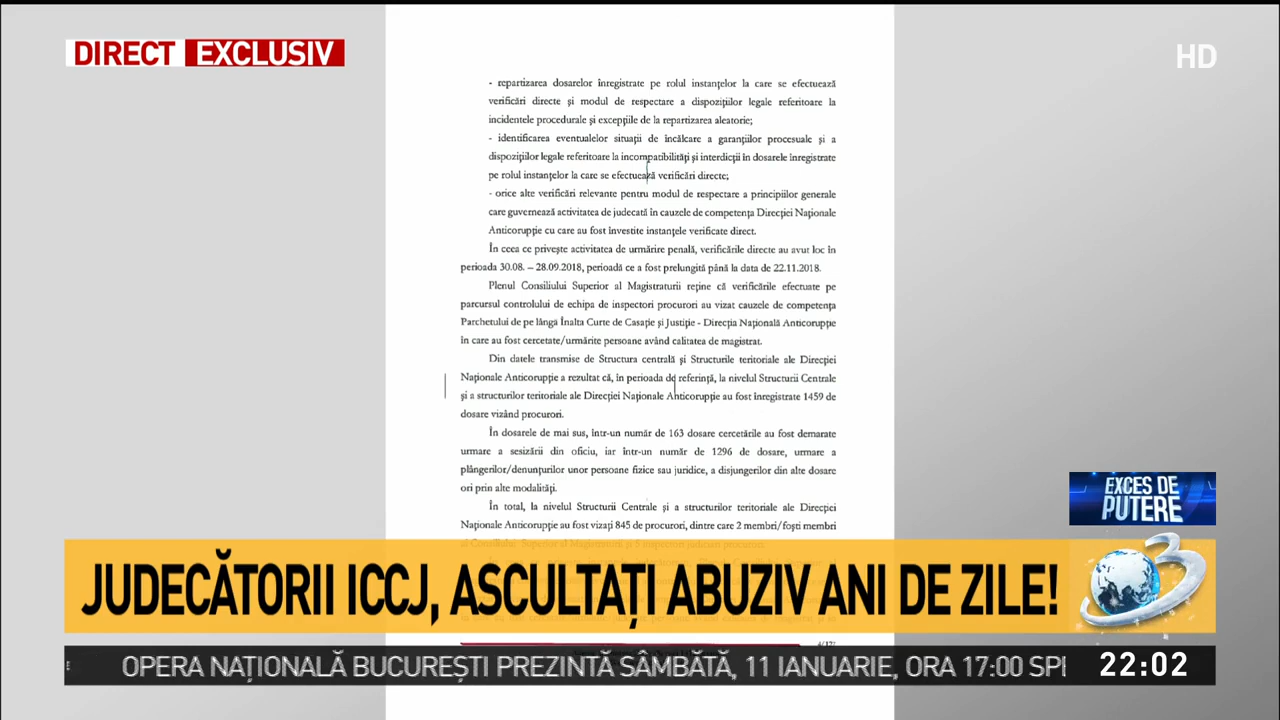 DIRECT EXCLUSIV
HD
- repartizarea dosarelor înregistrate pe rolul instanțelor la care se efectuează
verificări directe și modul de respectare a dispozițiilor legale referitoare la
incidentele procedurale și excepțiile de la repartizarea aleatorie;
- identificarea eventualelor situații de încălcare a garanțiilor procesuale și a
dispozițiilor legale referitoare la incompatibilități și interdicții în dosarele înregistrate
pe rolul instanțelor la care se efectuează verificări directe;
- orice alte verificări relevante pentru modul de respectare a principiilor generale
care guvernează activitatea de judecată în cauzele de competența Direcției Naționale
Anticorupție cu care au fost învestite instanțele verificate direct.
În ceea ce privește activitatea de urmărire penală, verificările directe au avut loc în
perioada 30.08. – 28.09.2018, perioadă ce a fost prelungită până la data de 22.11.2018.
Plenul Consiliului Superior al Magistraturii reține că verificările efectuate pe
parcursul controlului de echipa de inspectori procurori au vizat cauzele de competența
Parchetului de pe lângă Înalta Curte de Casație și Justiție - Direcția Națională Anticorupție
în care au fost cercetate/urmărite persoane având calitatea de magistrat.
Din datele transmise de Structura centrală și Structurile teritoriale ale Direcției
Naționale Anticorupție a rezultat că, în perioada de referință, la nivelul Structurii Centrale
și a structurilor teritoriale ale Direcției Naționale Anticorupție au fost înregistrate 1459 de
dosare vizând procurori.
În dosarele de mai sus, într-un număr de 163 dosare cercetările au fost demarate
urmare a sesizării din oficiu, iar într-un număr de 1296 de dosare, urmare a
plângerilor/denunțurilor unor persoane fizice sau juridice, a disjungerilor din alte dosare
ori prin alte modalități.
În total, la nivelul Structurii Centrale și a structurilor teritoriale ale Direcției
Naționale Anticorupție au fost vizați 845 de procurori, dintre care 2 membri/foști membri
al Consiliului Superior al Magistraturii și 5 inspectori judiciari procurori.
EXCES DE
PUTERE
JUDECĂTORII ICCJ, ASCULTAȚI ABUZIV ANI DE ZILE!
3
OPERA NAȚIONALĂ BUCUREȘTI PREZINTĂ SÂMBĂTĂ, 11 IANUARIE, ORA 17:00 SPI
22:02